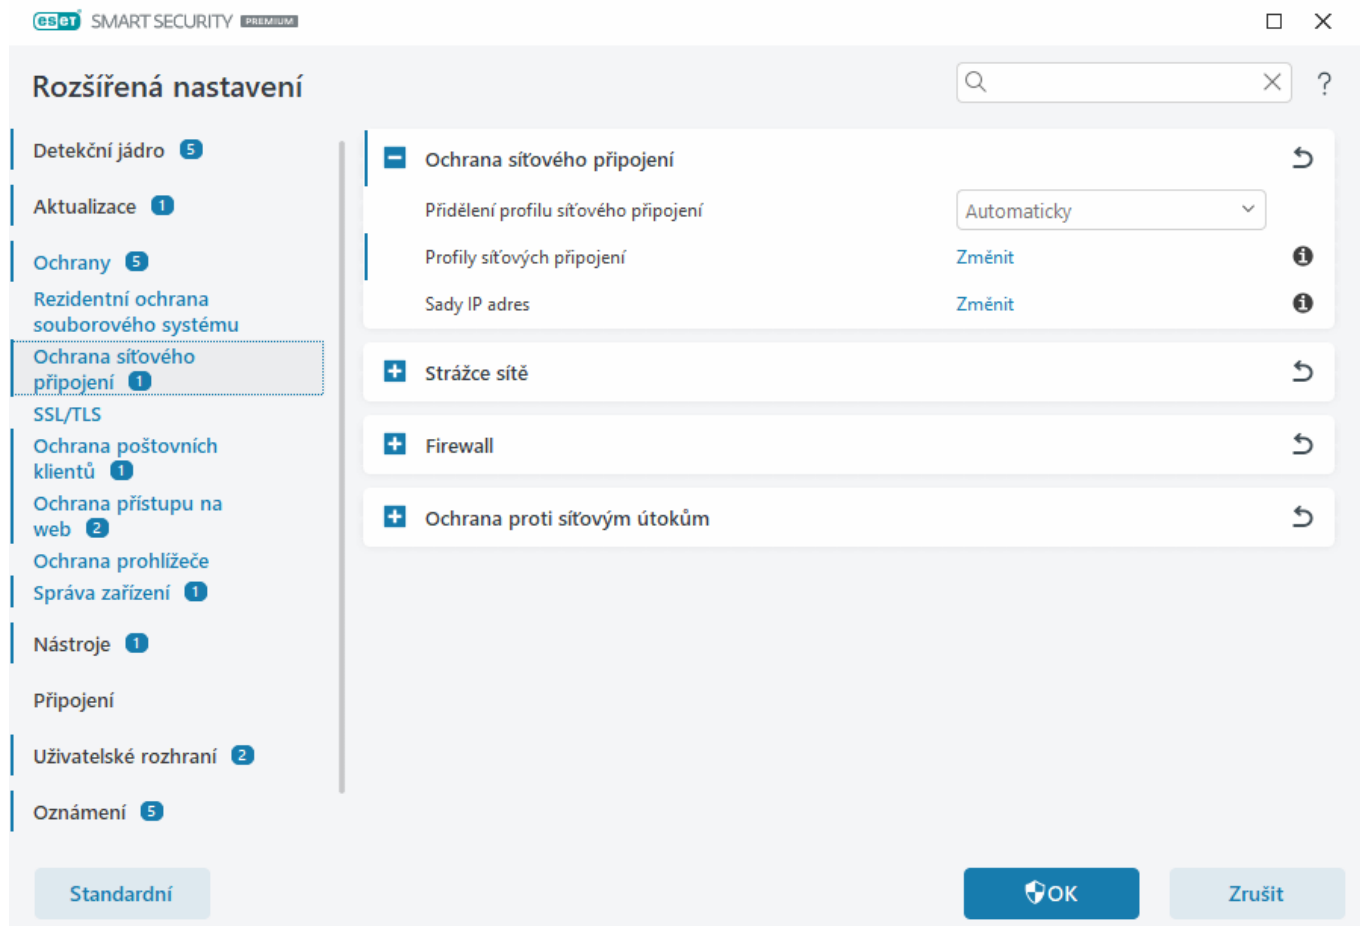 eset SMART SECURITY PREMIUM
Rozšířená nastavení
?
Detekční jádro 5
Aktualizace 1
Ochrany 5
Rezidentní ochrana
souborového systému
Ochrana síťového
připojení 1
SSL/TLS
Ochrana poštovních
klientů 1
Ochrana přístupu na
web 2
Ochrana prohlížeče
Správa zařízení 1
Nástroje 1
Připojení
Uživatelské rozhraní 2
Oznámení 5
Ochrana síťového připojení
Přidělení profilu síťového připojení Automaticky
Profily síťových připojení Změnit
Sady IP adres Změnit
Strážce sítě
Firewall
Ochrana proti síťovým útokům
Standardní
OK
Zrušit